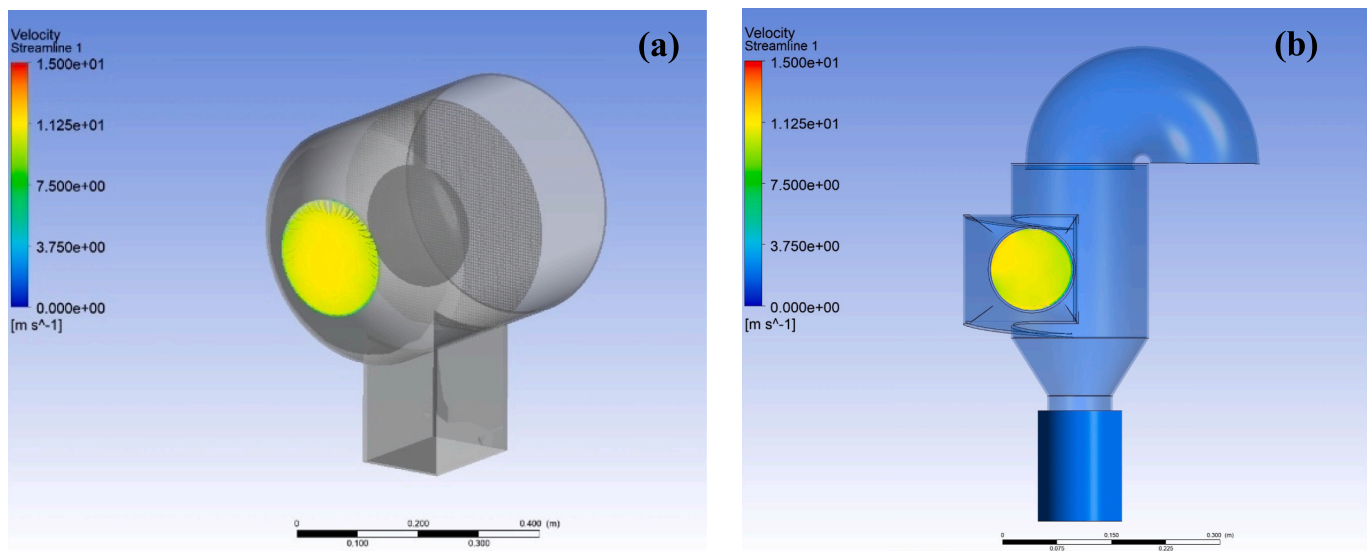 Velocity
Streamline 1
(a)
1.500e+01
1.125e+01
7.500e+00
3.750e+00
0.000e+00
[m s^-1]
0 0.200 0.400 (m)
0.100 0.300
Velocity
Streamline 1
(b)
1.500e+01
1.125e+01
7.500e+00
3.750e+00
0.000e+00
[m s^-1]
0 0.150 0.300 (m)
0.075 0.225